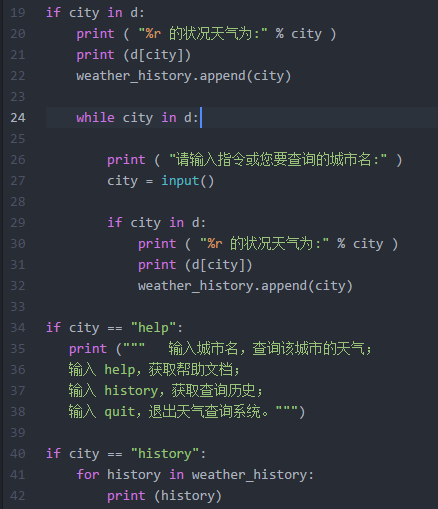 19 if city in d:
20     print ( "%r 的状况天气为:" % city )
21     print (d[city])
22     weather_history.append(city)
23
24     while city in d:
25
26         print ( "请输入指令或您要查询的城市名:" )
27         city = input()
28
29         if city in d:
30             print ( "%r 的状况天气为:" % city )
31             print (d[city])
32             weather_history.append(city)
33
34 if city == "help":
35    print ("""   输入城市名，查询该城市的天气；
36    输入 help，获取帮助文档；
37    输入 history，获取查询历史；
38    输入 quit，退出天气查询系统。""")
39
40 if city == "history":
41     for history in weather_history:
42         print (history)